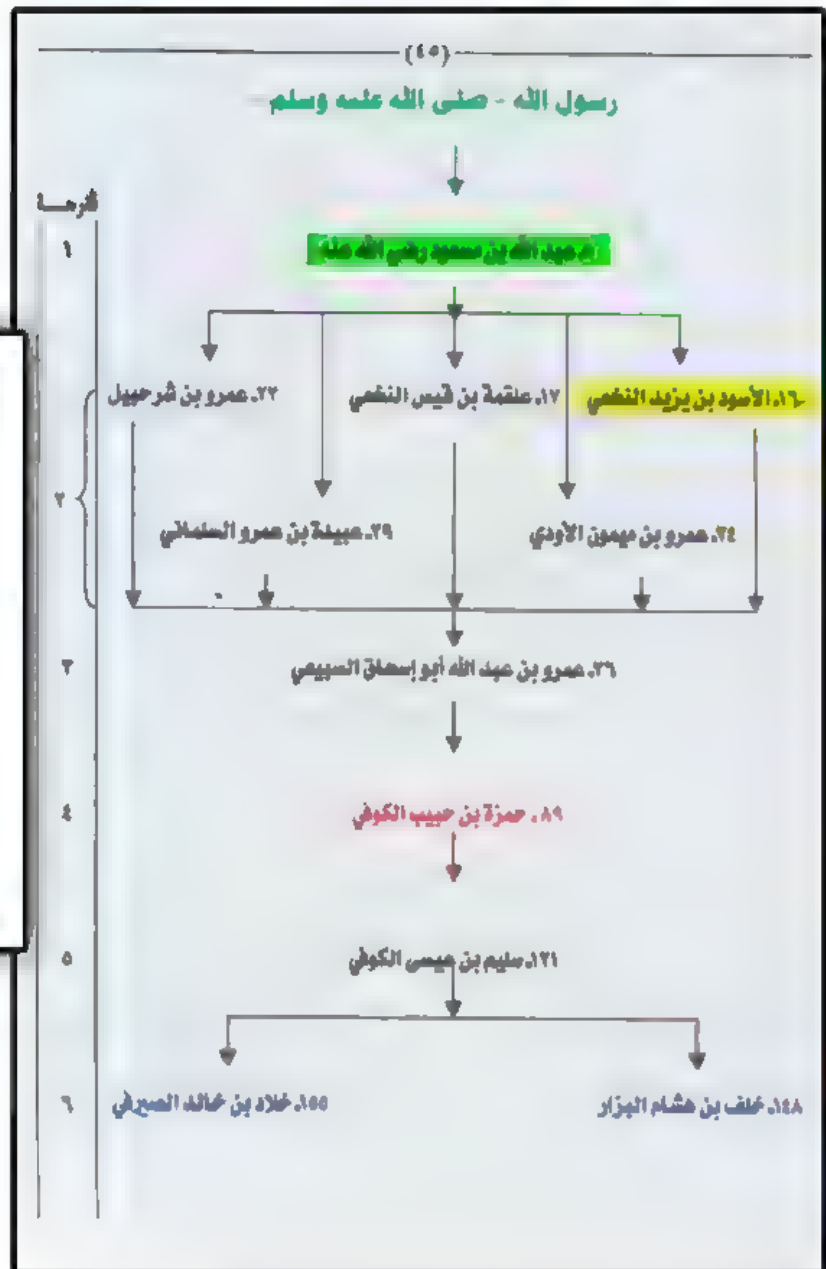 (٤٥)
رسول الله - صلى الله عليه وسلم
الدرجة
١
عبد الله بن مسعود رضي الله عنه
١٦. الأسود بن يزيد النخعي
١٧. علقمة بن قيس النخعي
٢٢. عمرو بن شرحبيل
٢
٢٤. عمرو بن ميمون الأودي
٢٩. عبيدة بن عمرو السلماني
٣
٣٦. عمرو بن عبد الله أبو إسحاق السبيعي
٤
٨٩. حمزة بن حبيب الكوفي
٥
١٢١. سليم بن عيسى الكوفي
٦
١٤٨. خلف بن هشام البزار
١٥٥. خلاد بن خالد الصيرفي